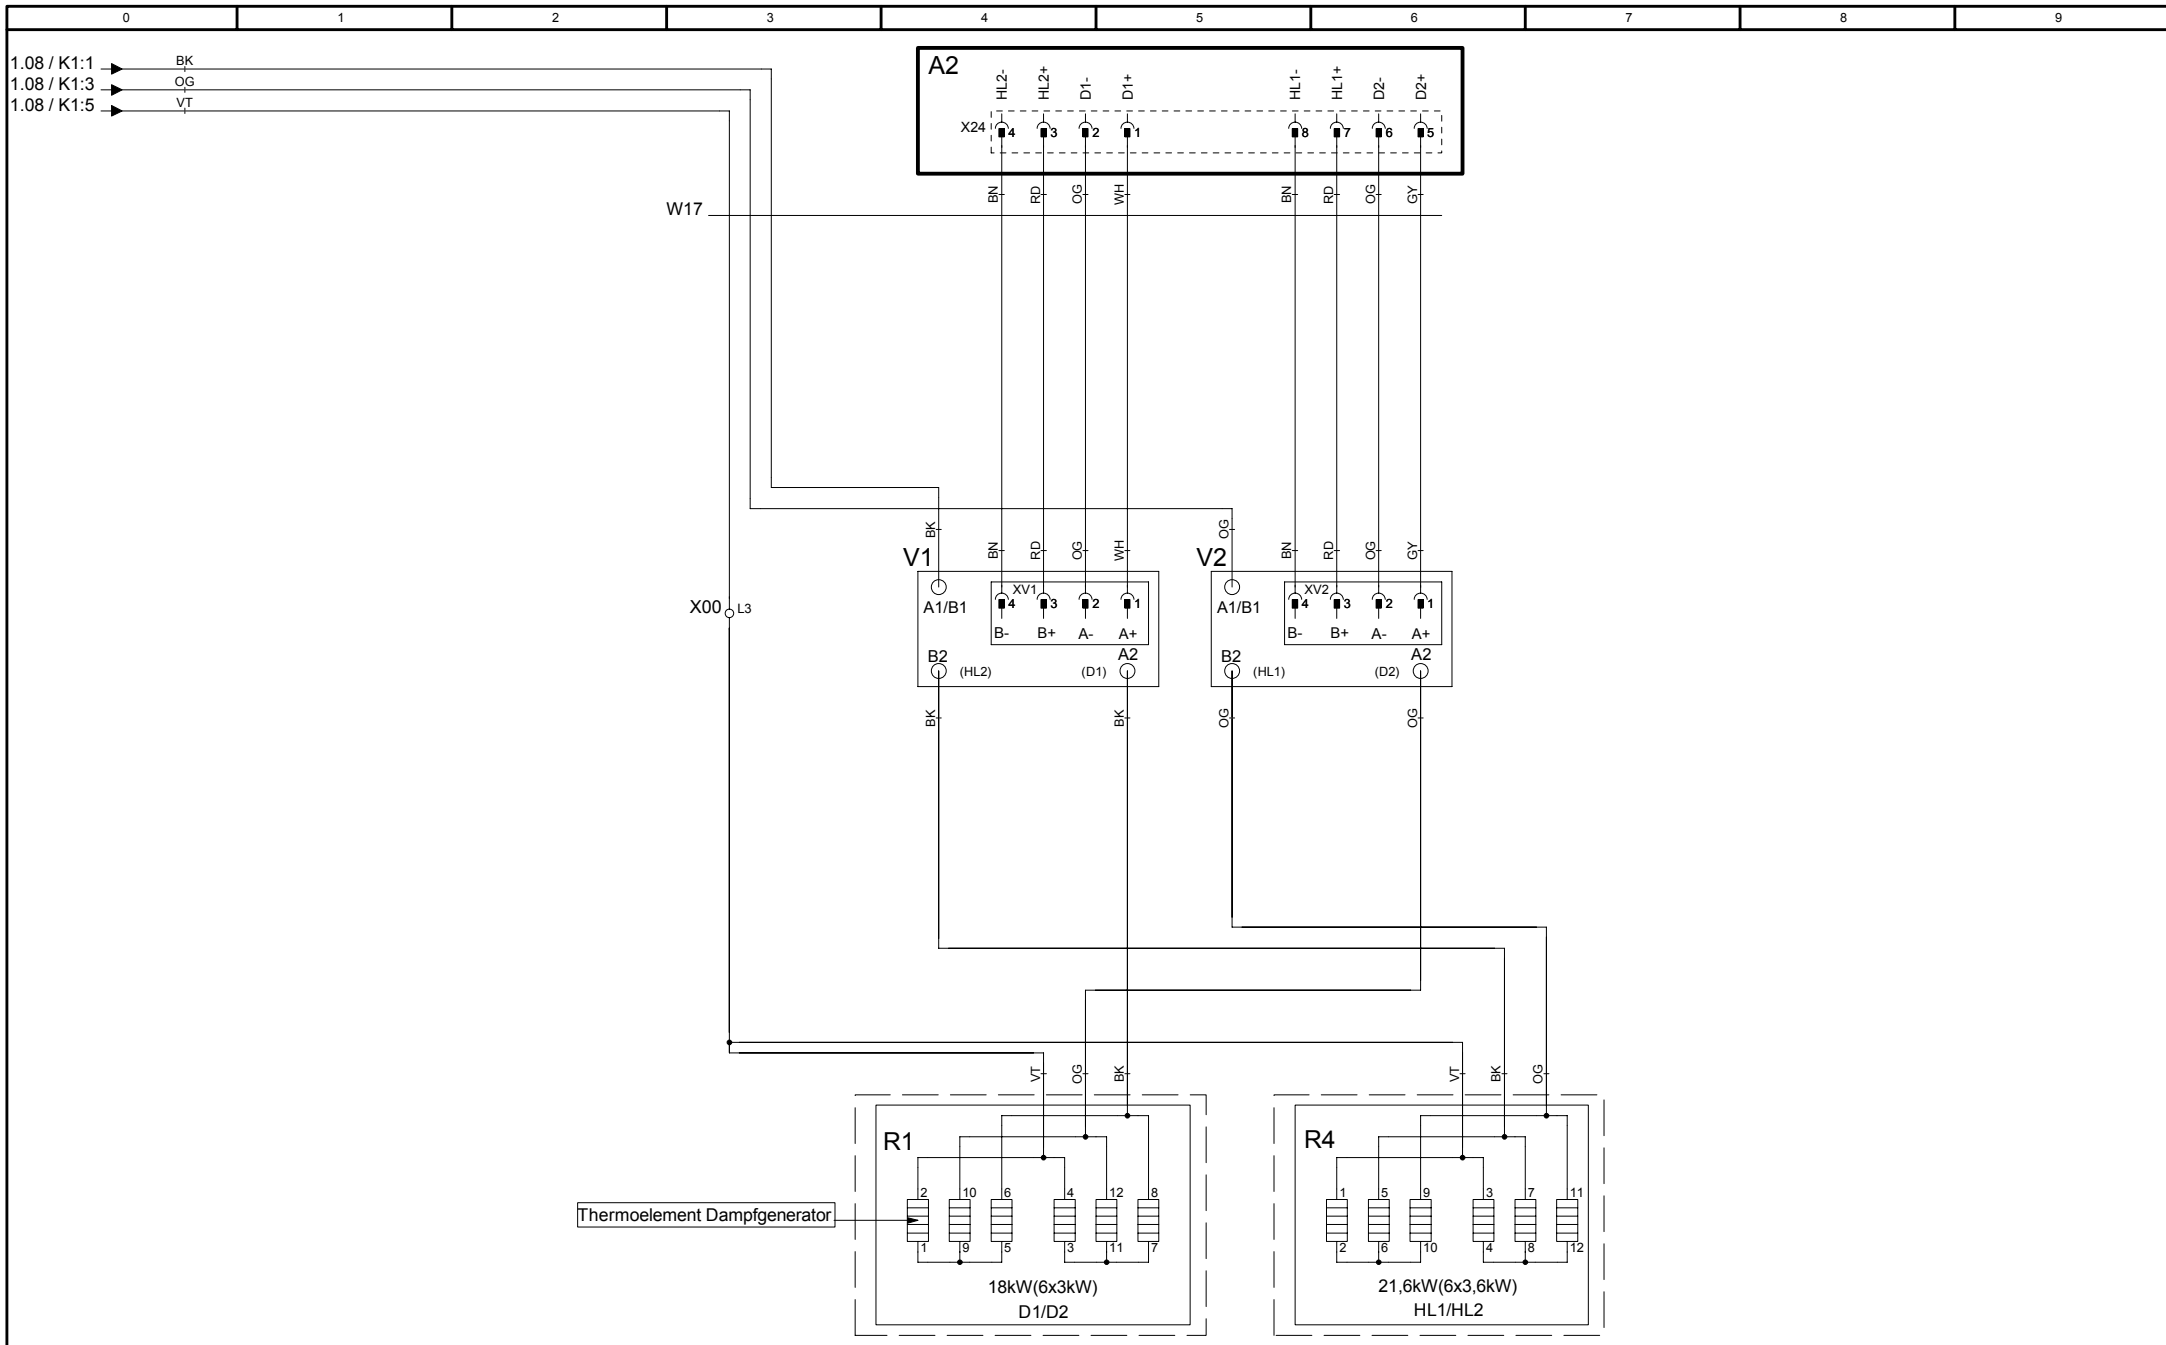 0 1 2 3 4 5 6 7 8 9
1.08 / K1:1 BK
1.08 / K1:3 OG
1.08 / K1:5 VT
A2
HL2- HL2+ D1- D1+ HL1- HL1+ D2- D2+
X24 4 3 2 1 8 7 6 5
BN RD OG WH BN RD OG GY
W17
BK BN RD OG WH OG BN RD OG GY
V1 V2
XV1 XV2
4 3 2 1 4 3 2 1
X00 L3
A1/B1 A1/B1
B- B+ A- A+ B- B+ A- A+
B2 (HL2) (D1) A2 B2 (HL1) (D2) A2
BK BK OG OG
VT OG BK VT BK OG
R1 R4
2 10 6 4 12 8 1 5 9 3 7 11
Thermoelement Dampfgenerator
1 9 5 3 11 7 2 6 10 4 8 12
18kW(6x3kW) 21,6kW(6x3,6kW)
D1/D2 HL1/HL2